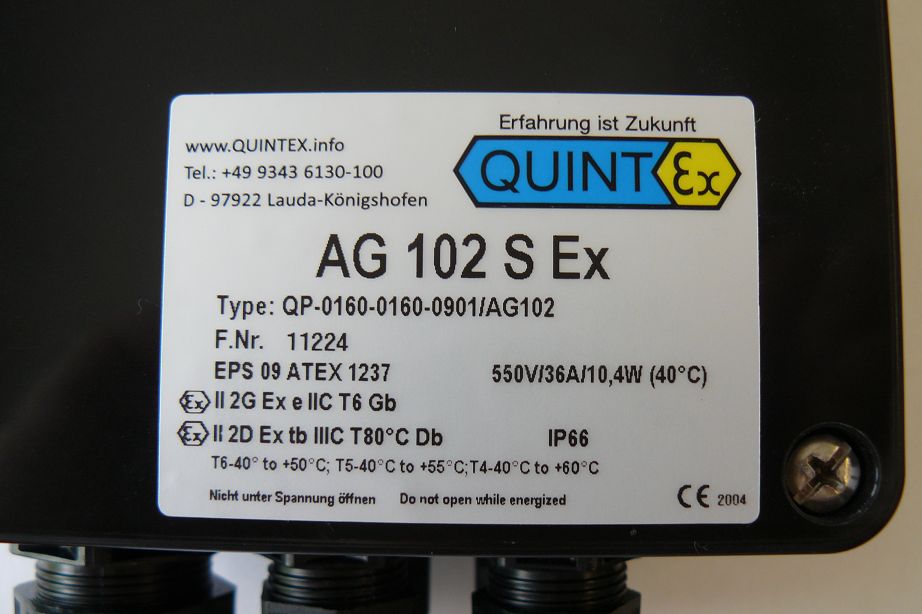 www.QUINTEX.info
Tel.: +49 9343 6130-100
D - 97922 Lauda-Königshofen
Erfahrung ist Zukunft
QUINTEx
AG 102 S Ex
Type: QP-0160-0160-0901/AG102
F.Nr. 11224
EPS 09 ATEX 1237 550V/36A/10,4W (40°C)
Ex II 2G Ex e IIC T6 Gb
Ex II 2D Ex tb IIIC T80°C Db IP66
T6-40° to +50°C; T5-40°C to +55°C;T4-40°C to +60°C
Nicht unter Spannung öffnen Do not open while energized CE 2004